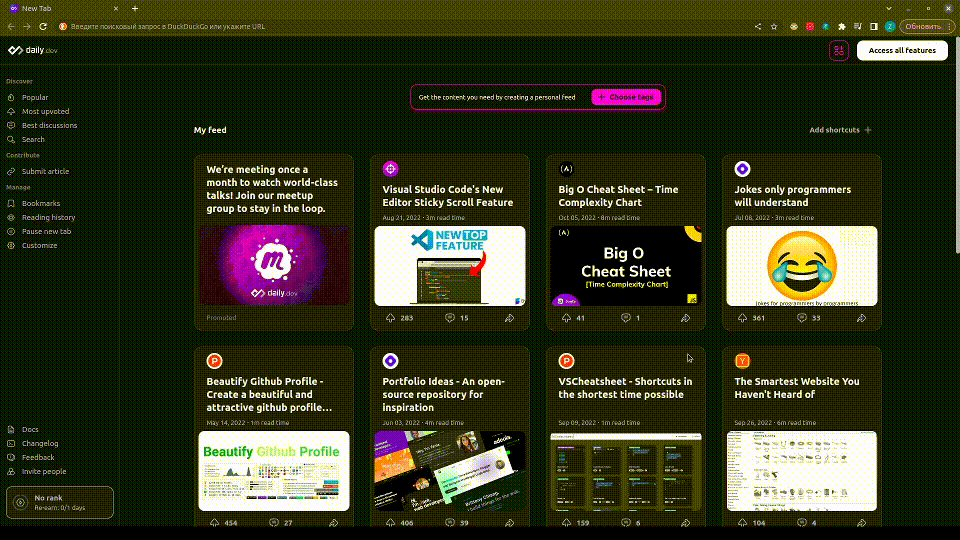 New Tab
Введите поисковый запрос в DuckDuckGo или укажите URL
Обновить
daily.dev
Access all features
Discover
Popular
Most upvoted
Best discussions
Search
Contribute
Submit article
Manage
Bookmarks
Reading history
Pause new tab
Customize
Docs
Changelog
Feedback
Invite people
No rank
Re-earn: 0/1 days
Get the content you need by creating a personal feed
Choose tags
My feed
Add shortcuts
We're meeting once a
month to watch world-class
talks! Join our meetup
group to stay in the loop.
daily.dev
Promoted
Visual Studio Code's New
Editor Sticky Scroll Feature
Aug 21, 2022 · 3m read time
NEW TOP
FEATURE
283
15
Big O Cheat Sheet – Time
Complexity Chart
Oct 05, 2022 · 8m read time
(A)
Big O
Cheat Sheet
[Time Complexity Chart]
41
1
Jokes only programmers
will understand
Jul 08, 2022 · 3m read time
jokes for programmers by programmers
361
33
Beautify Github Profile -
Create a beautiful and
attractive github profile...
May 14, 2022 · 1m read time
Beautify Github Profile
454
27
Portfolio Ideas - An open-
source repository for
inspiration
Jun 03, 2022 · 4m read time
406
39
VSCheatsheet - Shortcuts in
the shortest time possible
Sep 09, 2022 · 1m read time
159
6
The Smartest Website You
Haven't Heard of
Sep 26, 2022 · 6m read time
104
4